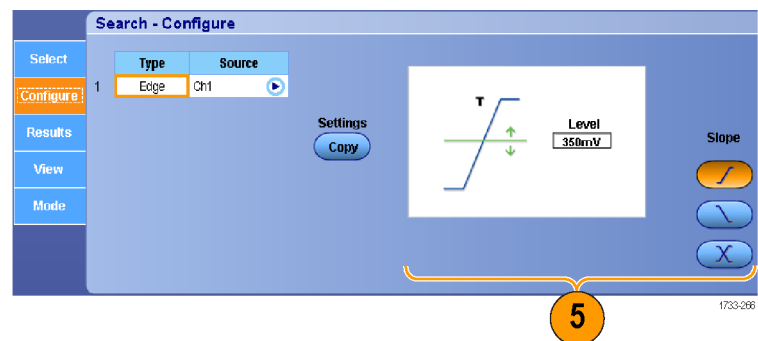 Search - Configure
Select
Configure
Results
View
Mode
Type Source
1 Edge Ch1
Settings
Copy
T
Level
350mV
Slope
5
1733-266